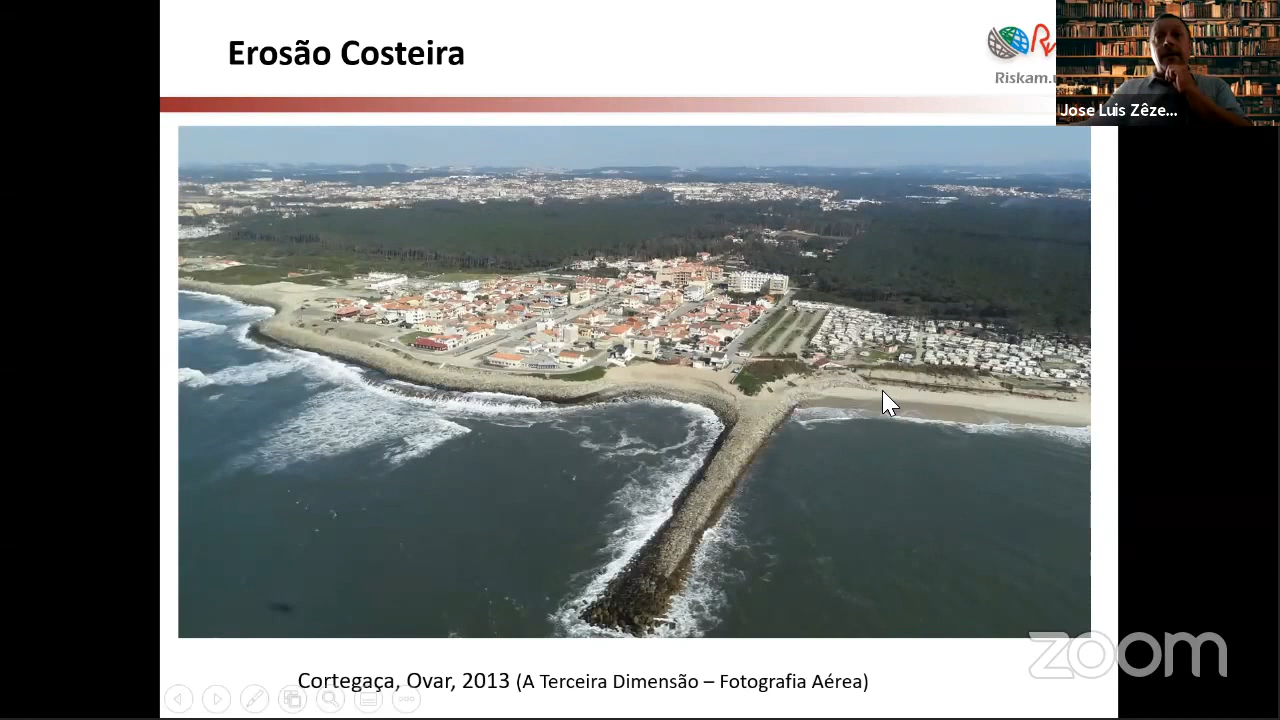 Erosão Costeira
Riskam.u
Jose Luis Zêze...
zoom
Cortegaça, Ovar, 2013 (A Terceira Dimensão – Fotografia Aérea)